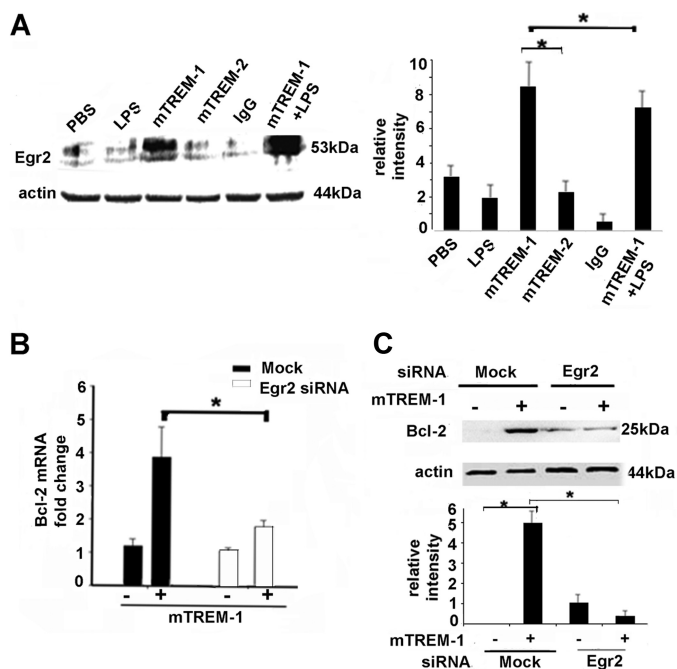 A
PBS
LPS
mTREM-1
mTREM-2
IgG
mTREM-1
+LPS
Egr2
53kDa
actin
44kDa
*
*
relative
intensity
10
8
6
4
2
0
PBS
LPS
mTREM-1
mTREM-2
IgG
mTREM-1
+LPS
B
Mock
Egr2 siRNA
*
Bcl-2 mRNA
fold change
6
5
4
3
2
1
0
- + - +
mTREM-1
C
siRNA Mock Egr2
mTREM-1 - + - +
Bcl-2 25kDa
actin 44kDa
* *
relative
intensity
6
5
4
3
2
1
0
mTREM-1 - + - +
siRNA Mock Egr2